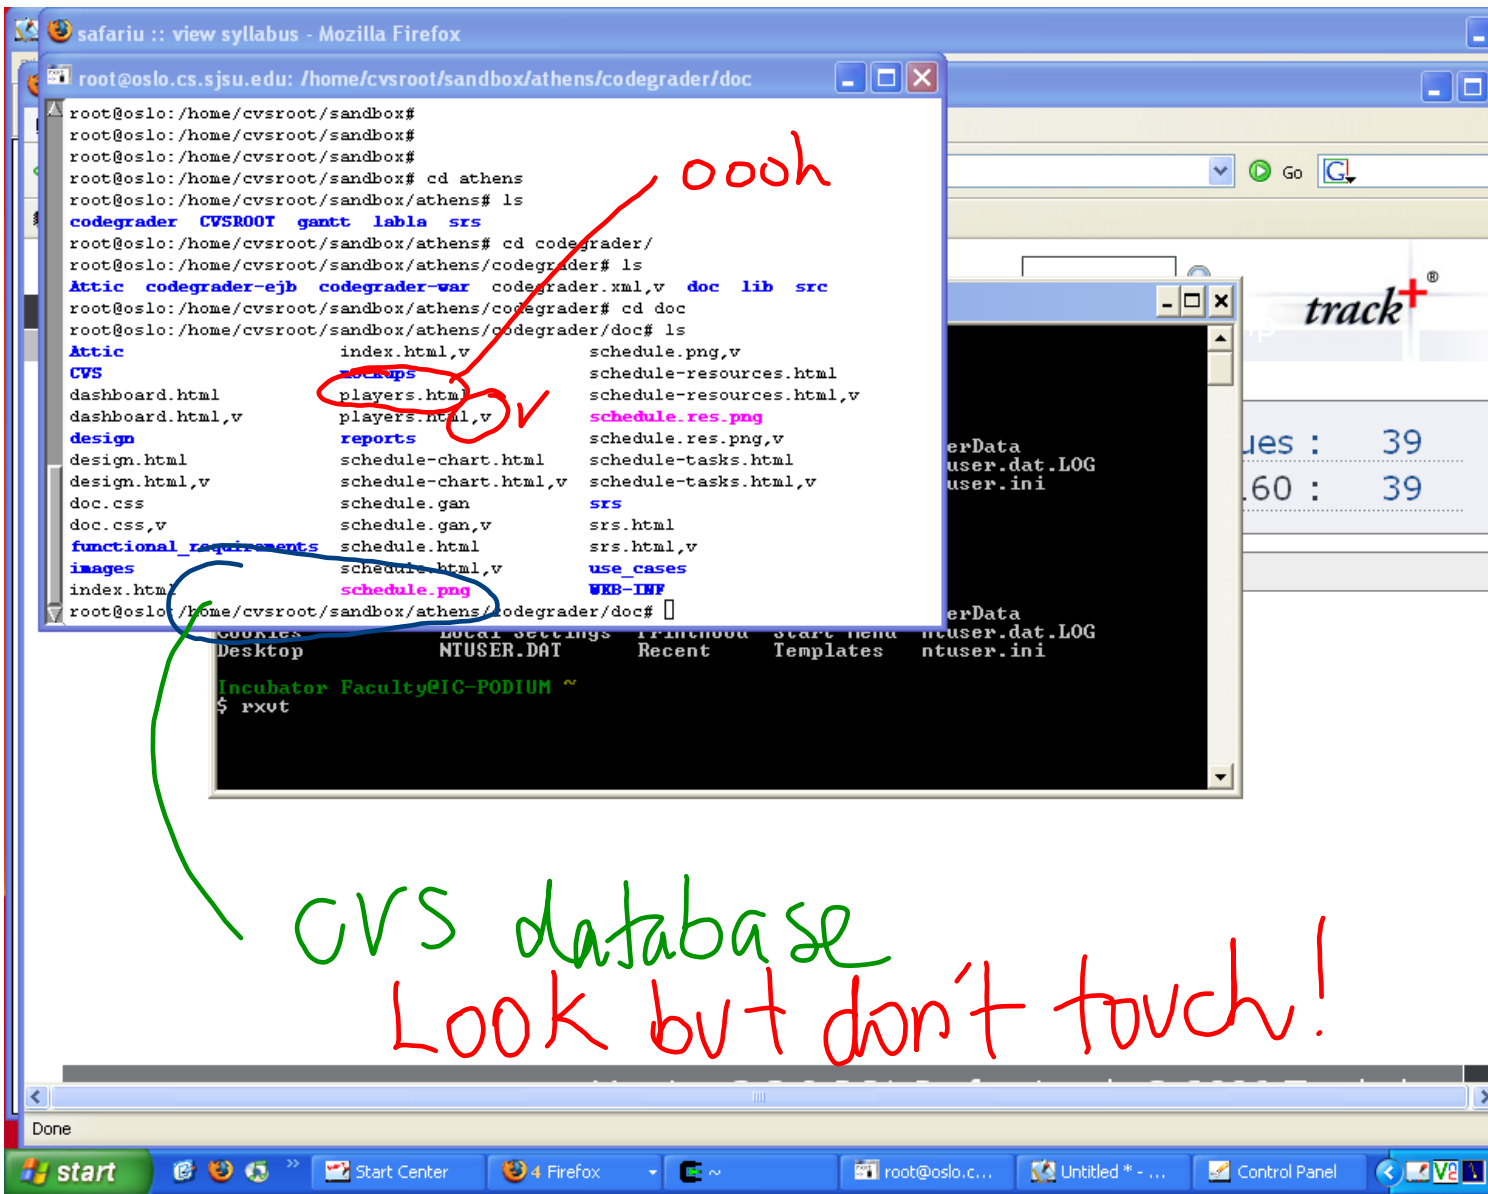 safariu :: view syllabus - Mozilla Firefox
root@oslo.cs.sjsu.edu: /home/cvsroot/sandbox/athens/codegrader/doc
root@oslo:/home/cvsroot/sandbox#
root@oslo:/home/cvsroot/sandbox#
root@oslo:/home/cvsroot/sandbox#
root@oslo:/home/cvsroot/sandbox# cd athens
root@oslo:/home/cvsroot/sandbox/athens# ls
codegrader CVSROOT gantt labla srs
root@oslo:/home/cvsroot/sandbox/athens# cd codegrader/
root@oslo:/home/cvsroot/sandbox/athens/codegrader# ls
Attic codegrader-ejb codegrader-war codegrader.xml,v doc lib src
root@oslo:/home/cvsroot/sandbox/athens/codegrader# cd doc
root@oslo:/home/cvsroot/sandbox/athens/codegrader/doc# ls
Attic index.html,v schedule.png,v
CVS mockups schedule-resources.html
dashboard.html players.html schedule-resources.html,v
dashboard.html,v players.html,v schedule.res.png
design reports schedule.res.png,v
design.html schedule-chart.html schedule-tasks.html
design.html,v schedule-chart.html,v schedule-tasks.html,v
doc.css schedule.gan srs
doc.css,v schedule.gan,v srs.html
functional_requirements schedule.html srs.html,v
images schedule.html,v use_cases
index.html schedule.png WEB-INF
root@oslo:/home/cvsroot/sandbox/athens/codegrader/doc#
oooh
v
Go
track+®
erData
user.dat.LOG
user.ini
ues : 39
.60 : 39
erData
Cookies Local Settings PrintHood Start Menu ntuser.dat.LOG
Desktop NTUSER.DAT Recent Templates ntuser.ini
Incubator Faculty@IC-PODIUM ~
$ rxvt
CVS database
Look but don't touch!
Done
start Start Center 4 Firefox ~ root@oslo.c... Untitled * - ... Control Panel